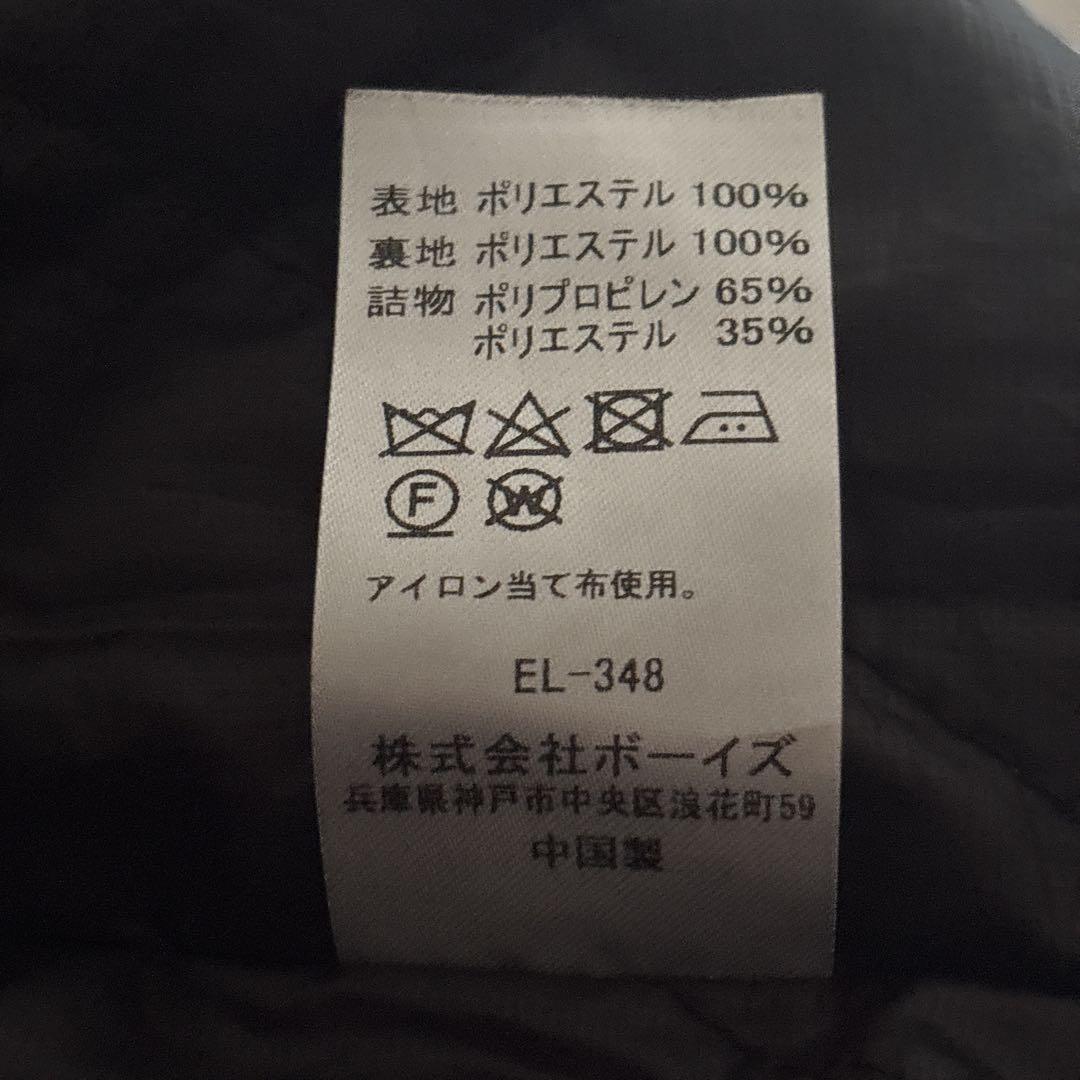 表地 ポリエステル 100%
裏地 ポリエステル 100%
詰物 ポリプロピレン 65%
ポリエステル 35%
F W
アイロン当て布使用。
EL-348
株式会社ボーイズ
兵庫県神戸市中央区浪花町59
中国製